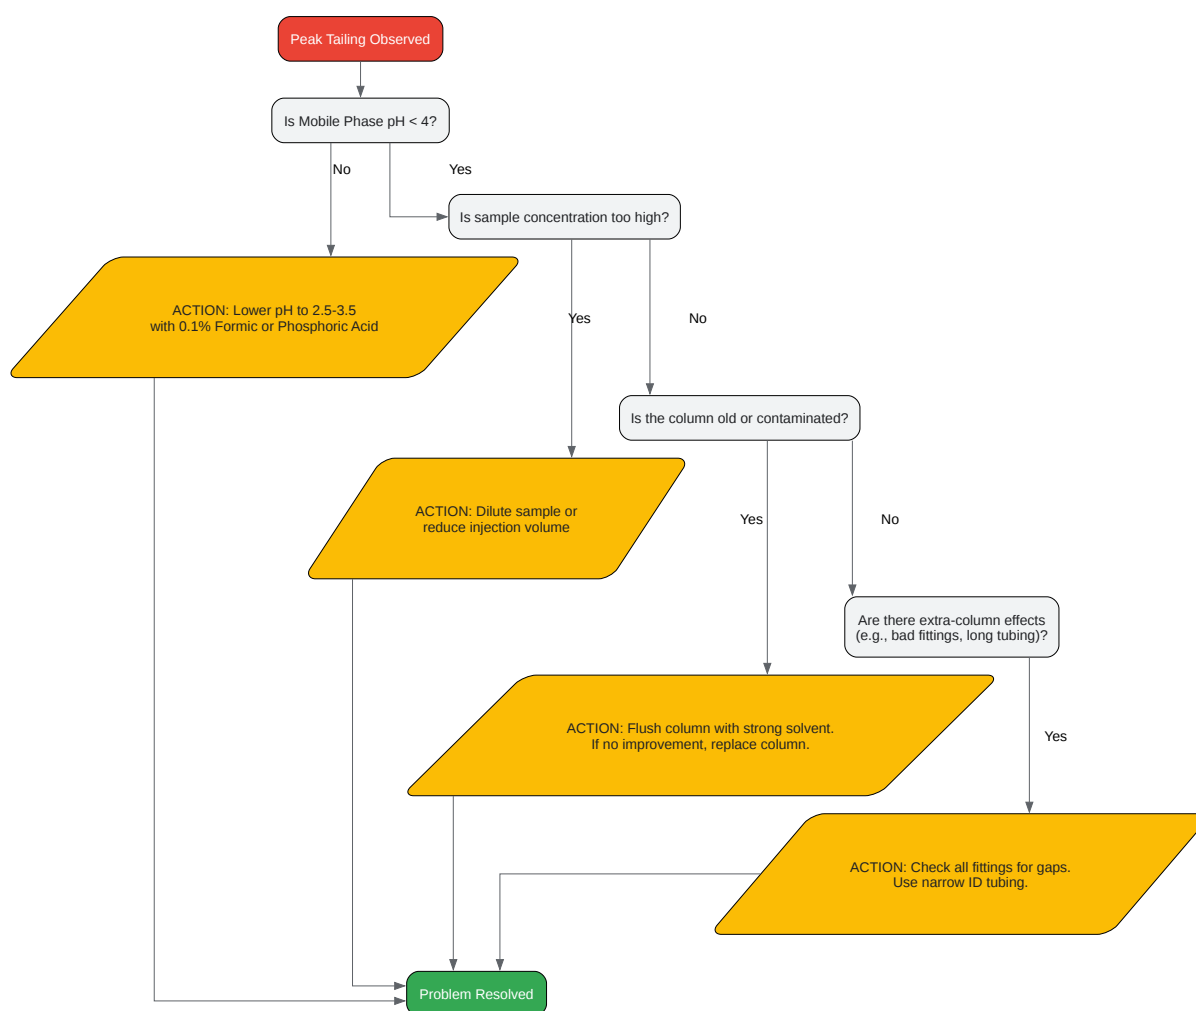 Peak Tailing Observed
Is Mobile Phase pH < 4?
No
Yes
Is sample concentration too high?
ACTION: Lower pH to 2.5-3.5
with 0.1% Formic or Phosphoric Acid
Yes
No
Is the column old or contaminated?
ACTION: Dilute sample or
reduce injection volume
Yes
No
Are there extra-column effects
(e.g., bad fittings, long tubing)?
ACTION: Flush column with strong solvent.
If no improvement, replace column.
Yes
ACTION: Check all fittings for gaps.
Use narrow ID tubing.
Problem Resolved